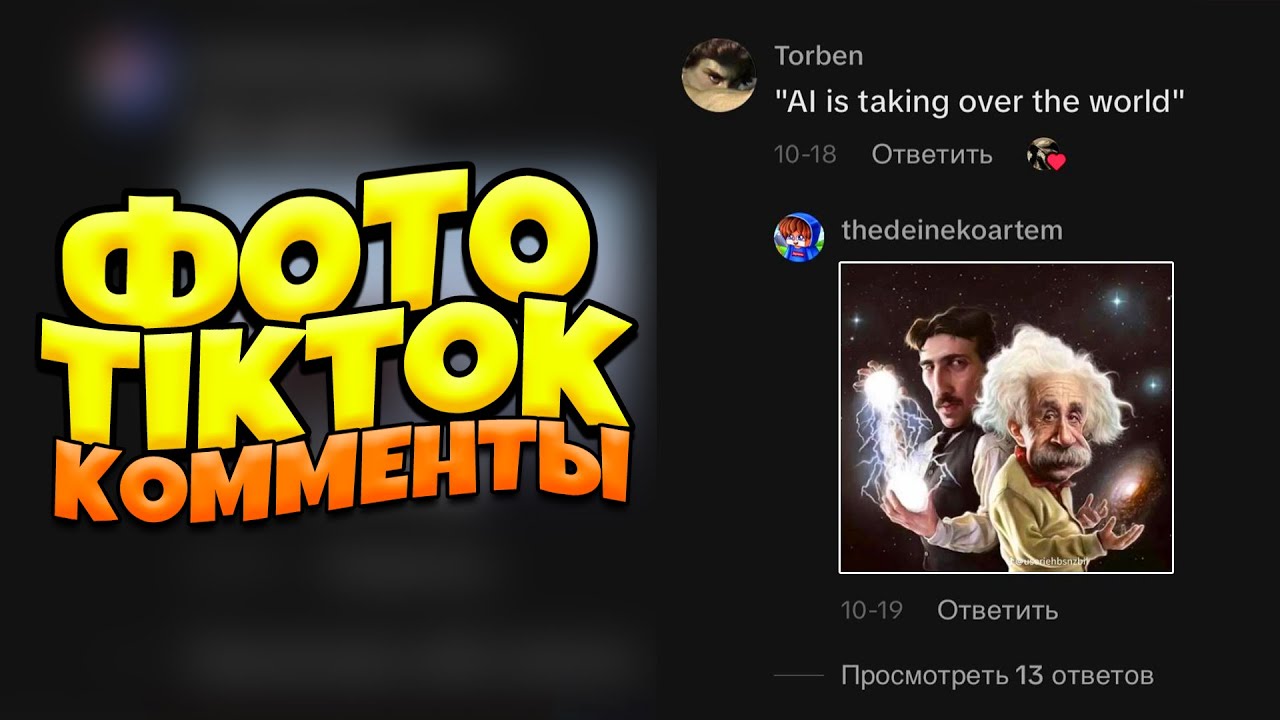 ФОТО
TIKTOK
КОММЕНТЫ
Torben
"AI is taking over the world"
10-18 Ответить
thedeinekoartem
10-19 Ответить
Просмотреть 13 ответов